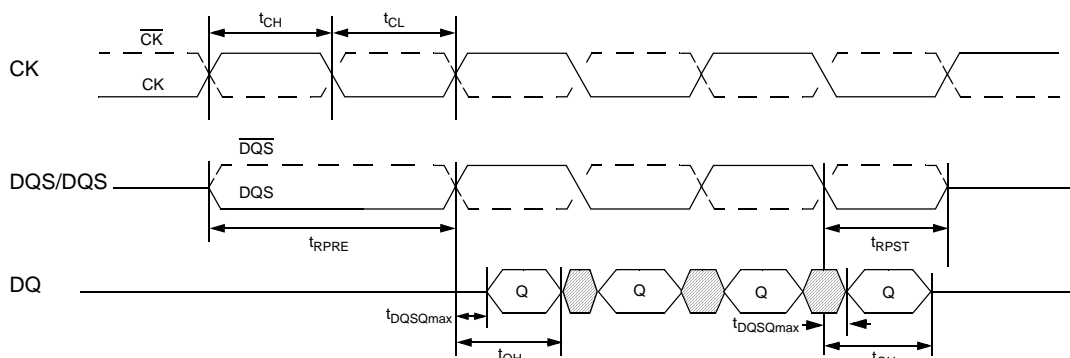 tCH tCL
CK
CK
CK
DQS
DQS/DQS
DQS
tRPRE
tRPST
DQ
Q Q Q Q
tDQSQmax
tDQSQmax
tQH